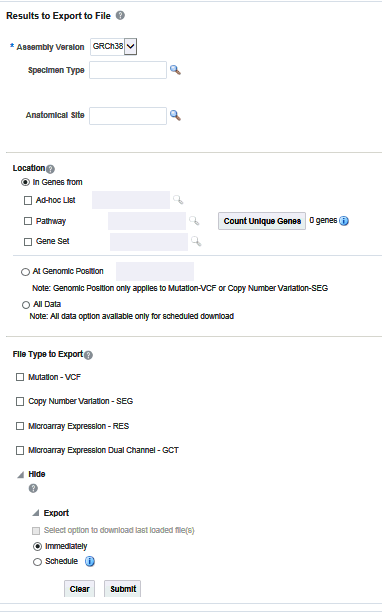 Results to Export to File
* Assembly Version GRCh38
Specimen Type
Anatomical Site
Location
In Genes from
Ad-hoc List
Pathway Count Unique Genes 0 genes
Gene Set
At Genomic Position
Note: Genomic Position only applies to Mutation-VCF or Copy Number Variation-SEG
All Data
Note: All data option available only for scheduled download
File Type to Export
Mutation - VCF
Copy Number Variation - SEG
Microarray Expression - RES
Microarray Expression Dual Channel - GCT
Hide
Export
Select option to download last loaded file(s)
Immediately
Schedule
Clear Submit